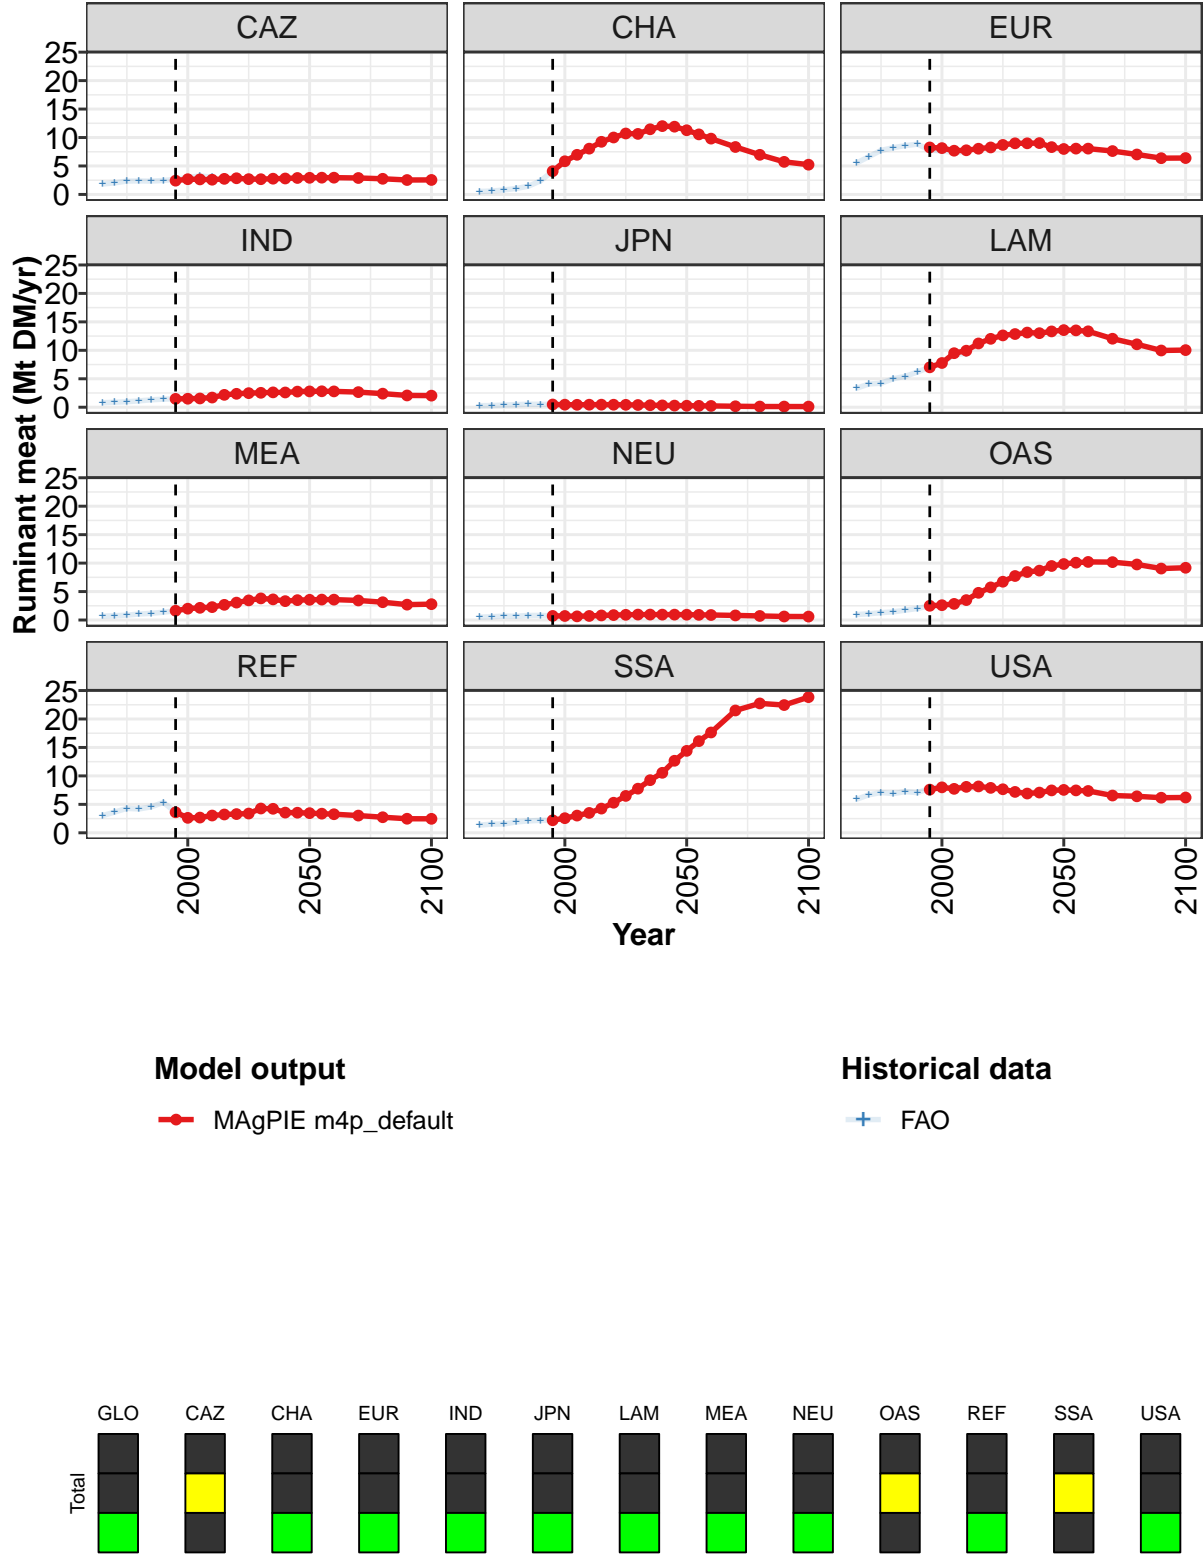 CAZ CHA EUR
25
20
15
10
5
0
IND JPN LAM
25
20
15
10
5
0
MEA NEU OAS
25
20
15
10
5
0
REF SSA USA
25
20
15
10
5
0
Ruminant meat (Mt DM/yr)
2000 2050 2100 2000 2050 2100 2000 2050 2100
Year
Model output
MAgPIE m4p_default
Historical data
FAO
GLO CAZ CHA EUR IND JPN LAM MEA NEU OAS REF SSA USA
Total